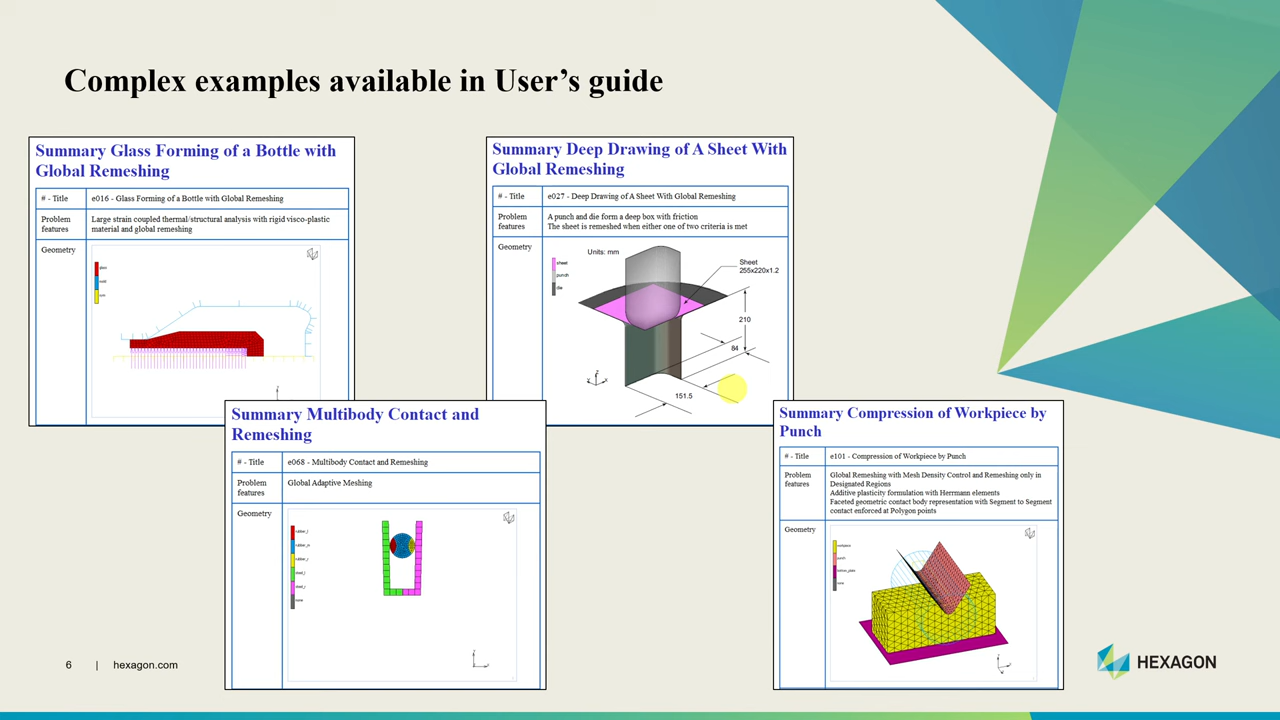 Complex examples available in User’s guide
Summary Glass Forming of a Bottle with
Global Remeshing
# - Title
e016 - Glass Forming of a Bottle with Global Remeshing
Problem
features
Large strain coupled thermal/structural analysis with rigid visco-plastic
material and global remeshing
Geometry
Summary Deep Drawing of A Sheet With
Global Remeshing
# - Title
e027 - Deep Drawing of A Sheet With Global Remeshing
Problem
features
A punch and die form a deep box with friction
The sheet is remeshed when either one of two criteria is met
Geometry
Units: mm
sheet
punch
die
Sheet
255x220x1.2
210
84
151.5
Summary Multibody Contact and
Remeshing
# - Title
e068 - Multibody Contact and Remeshing
Problem
features
Global Adaptive Meshing
Geometry
Summary Compression of Workpiece by
Punch
# - Title
e101 - Compression of Workpiece by Punch
Problem
features
Global Remeshing with Mesh Density Control and Remeshing only in
Designated Regions
Additive plasticity formulation with Herrmann elements
Faceted geometric contact body representation with Segment to Segment
contact enforced at Polygon points
Geometry
workpiece
punch
bottom_plate
none
6 | hexagon.com
HEXAGON